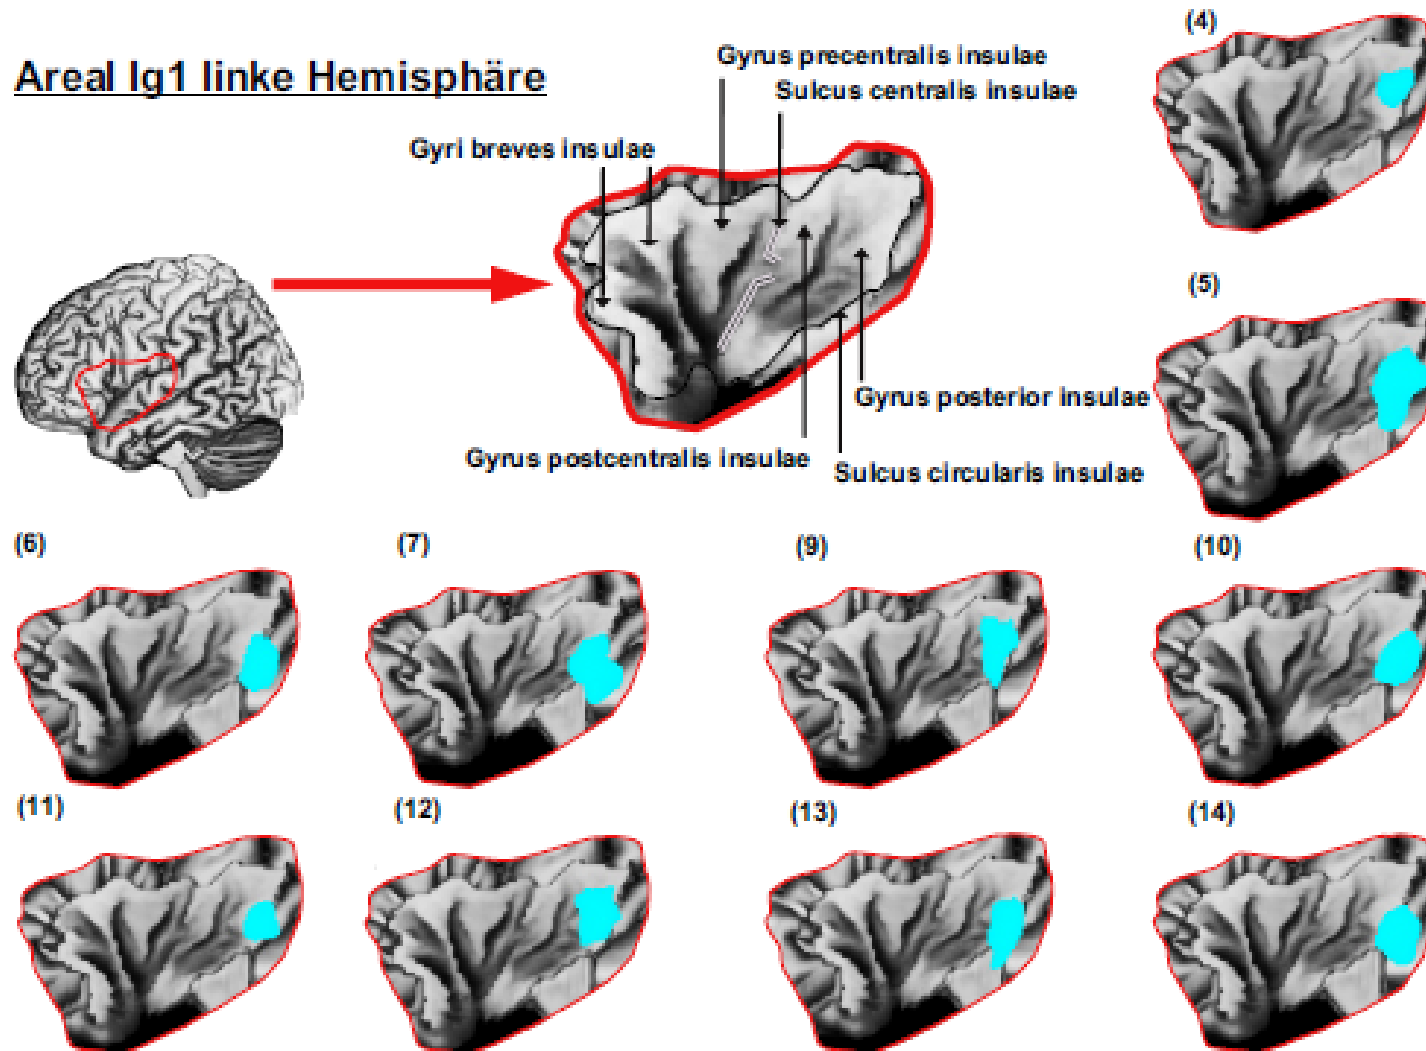 (4)
Areal Ig1 linke Hemisphäre
Gyrus precentralis insulae
Sulcus centralis insulae
Gyri breves insulae
(5)
Gyrus posterior insulae
Gyrus postcentralis insulae
Sulcus circularis insulae
(6)
(7)
(9)
(10)
(11)
(12)
(13)
(14)